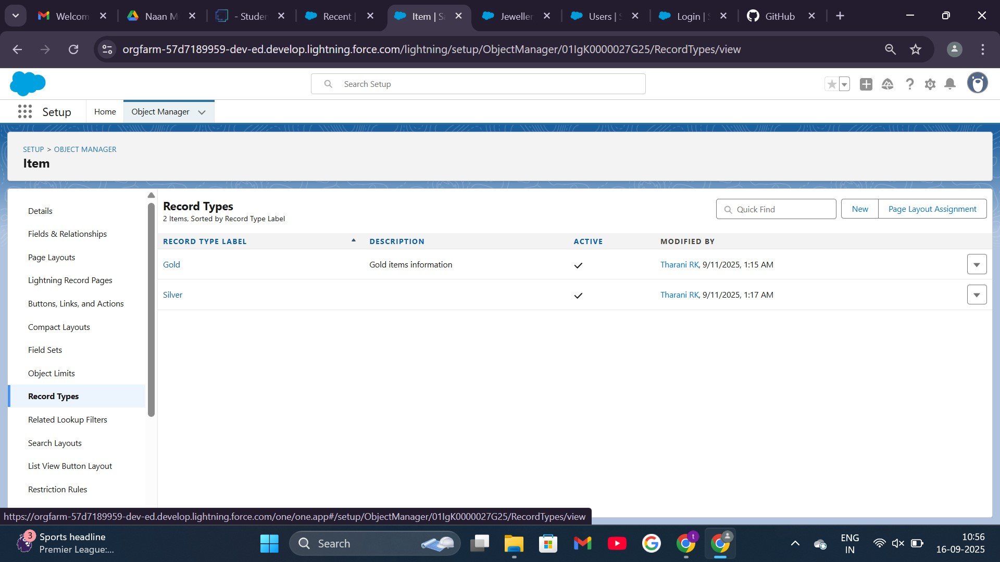 Welcom
Naan M
- Studer
Recent |
Item | Sa
Jeweller
Users | S
Login | S
GitHub
orgfarm-57d7189959-dev-ed.develop.lightning.force.com/lightning/setup/ObjectManager/01IgK0000027G25/RecordTypes/view
Search Setup
Setup
Home
Object Manager
SETUP > OBJECT MANAGER
Item
Details
Fields & Relationships
Page Layouts
Lightning Record Pages
Buttons, Links, and Actions
Compact Layouts
Field Sets
Object Limits
Record Types
Related Lookup Filters
Search Layouts
List View Button Layout
Restriction Rules
Record Types
2 Items, Sorted by Record Type Label
Quick Find
New
Page Layout Assignment
RECORD TYPE LABEL DESCRIPTION ACTIVE MODIFIED BY
Gold Gold items information Tharani RK, 9/11/2025, 1:15 AM
Silver Tharani RK, 9/11/2025, 1:17 AM
https://orgfarm-57d7189959-dev-ed.develop.lightning.force.com/one/one.app#/setup/ObjectManager/01IgK0000027G25/RecordTypes/view
3
Sports headline
Premier League:...
Search
t
ENG
IN
10:56
16-09-2025